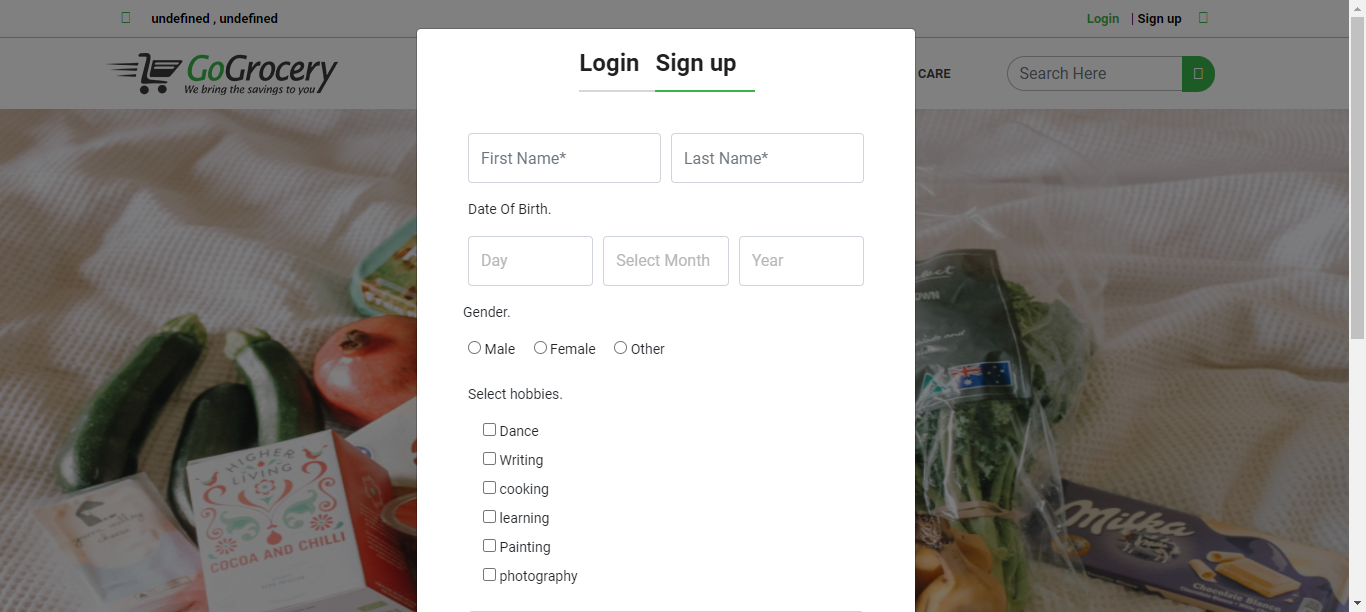 undefined , undefined
Login | Sign up
GoGrocery
We bring the savings to you
CARE
Search Here
Login Sign up
First Name* Last Name*
Date Of Birth.
Day Select Month Year
Gender.
Male Female Other
Select hobbies.
Dance
Writing
cooking
learning
Painting
photography
HIGHER
LIVING
COCOA AND CHILLI
OWN
Milka